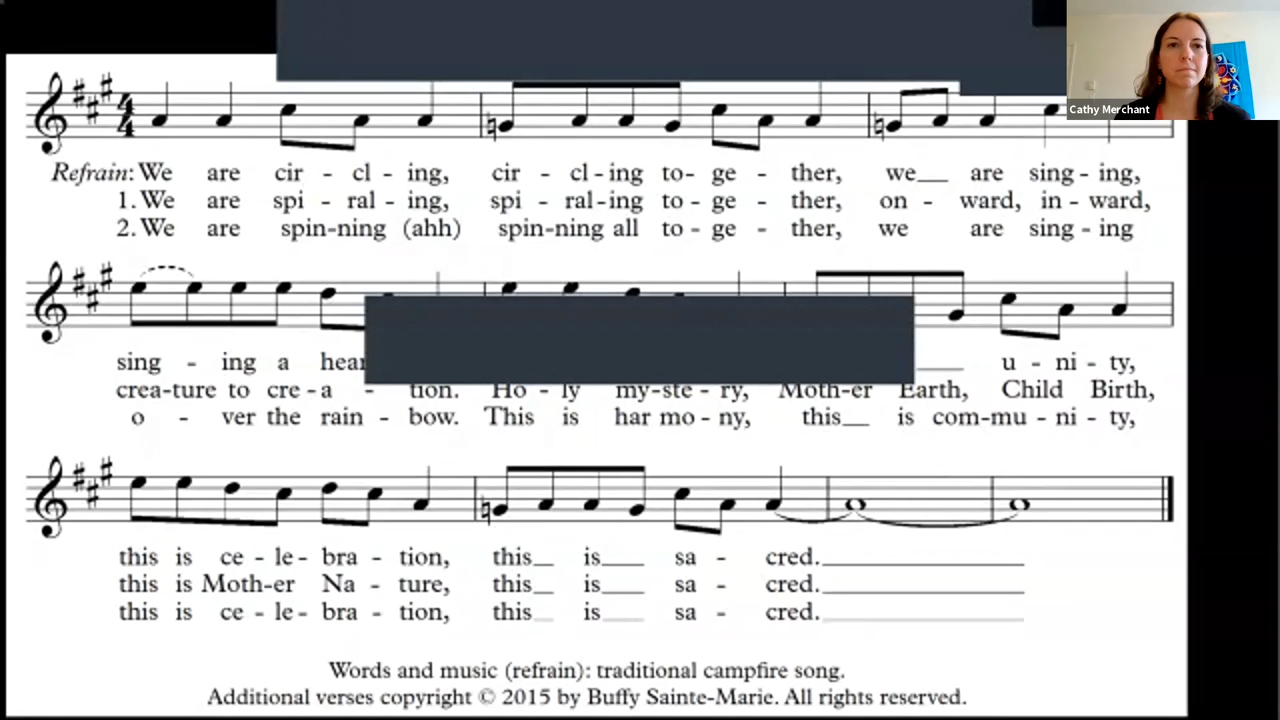 Cathy Merchant
Refrain: We are cir - cl - ing, cir - cl - ing to- ge - ther, we__ are sing - ing,
1. We are spi - ral - ing, spi - ral - ing to - ge - ther, on - ward, in - ward,
2. We are spin-ning (ahh) spin-ning all to - ge - ther, we are sing - ing
sing - ing a u - ni - ty,
crea-ture to cre - a - tion. Ho - ly my-ste - ry, Moth-er Earth, Child Birth,
o - ver the rain - bow. This is har mo - ny, this__ is com-mu - ni - ty,
this is ce - le - bra - tion, this__ is___ sa - cred.
this is Moth-er Na - ture, this__ is___ sa - cred.
this is ce - le - bra - tion, this__ is___ sa - cred.
Words and music (refrain): traditional campfire song.
Additional verses copyright © 2015 by Buffy Sainte-Marie. All rights reserved.